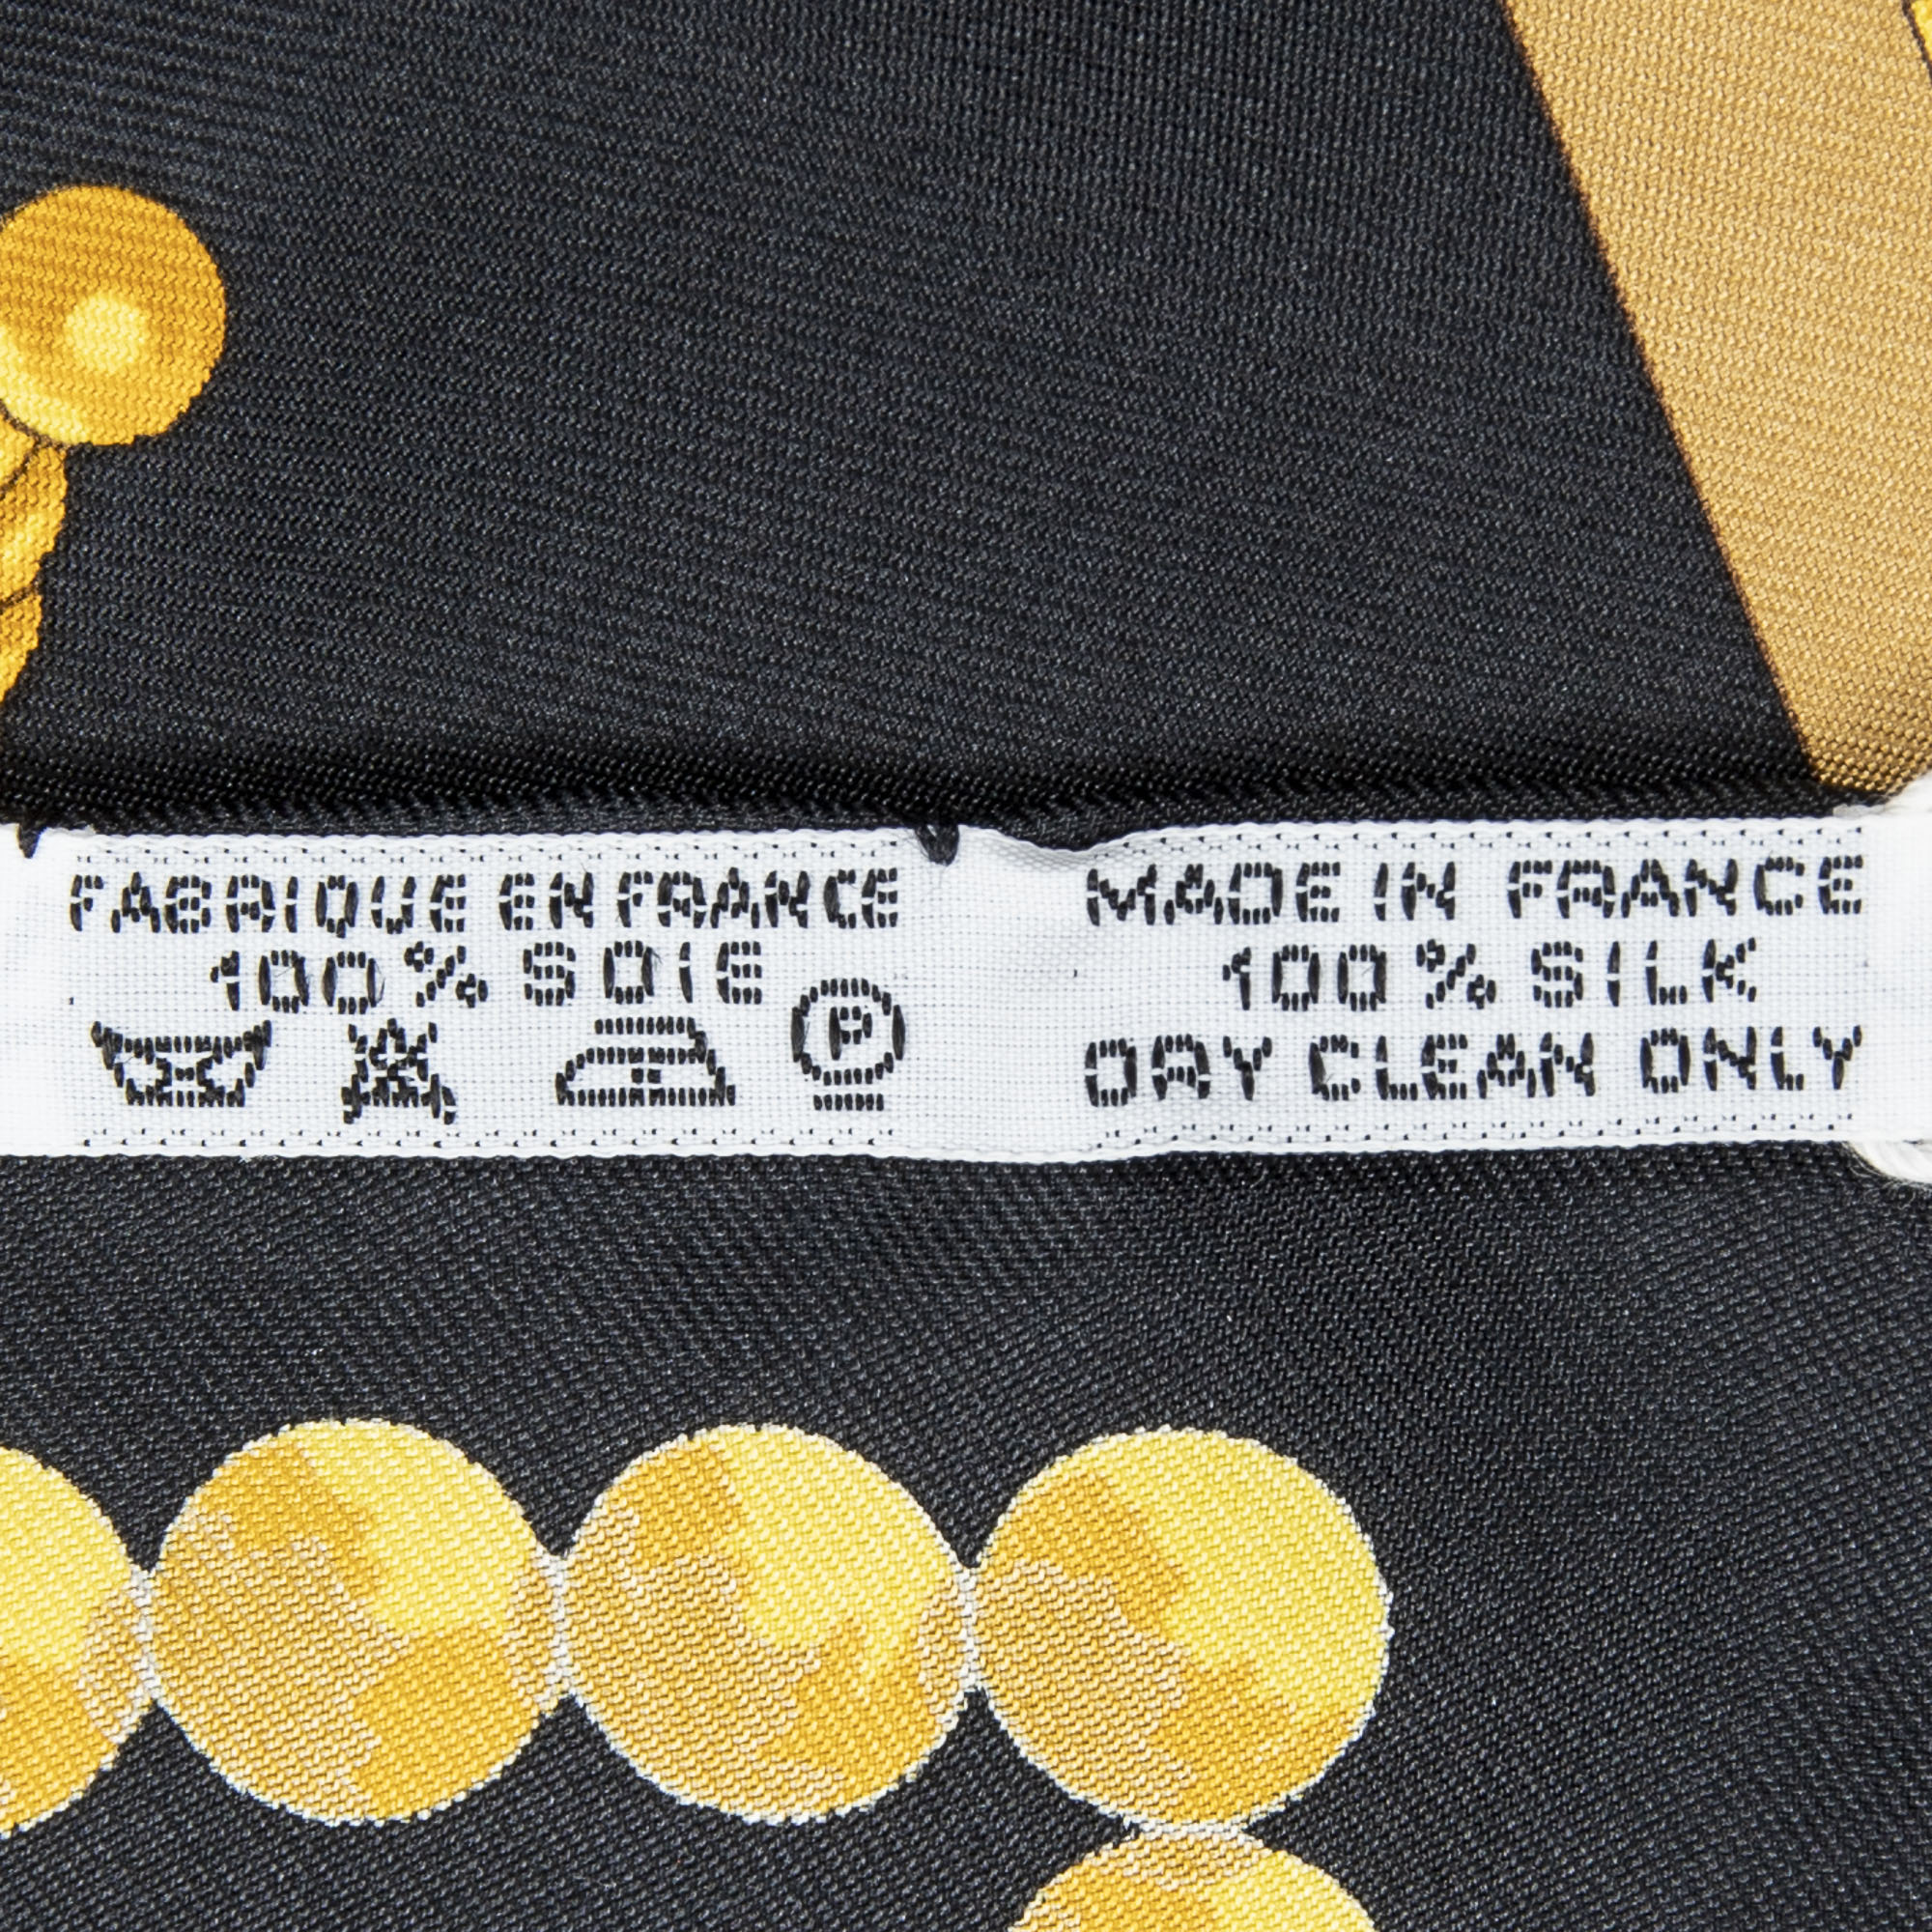 FABRIQUE EN FRANCE
100% SOIE
P
MADE IN FRANCE
100% SILK
DRY CLEAN ONLY